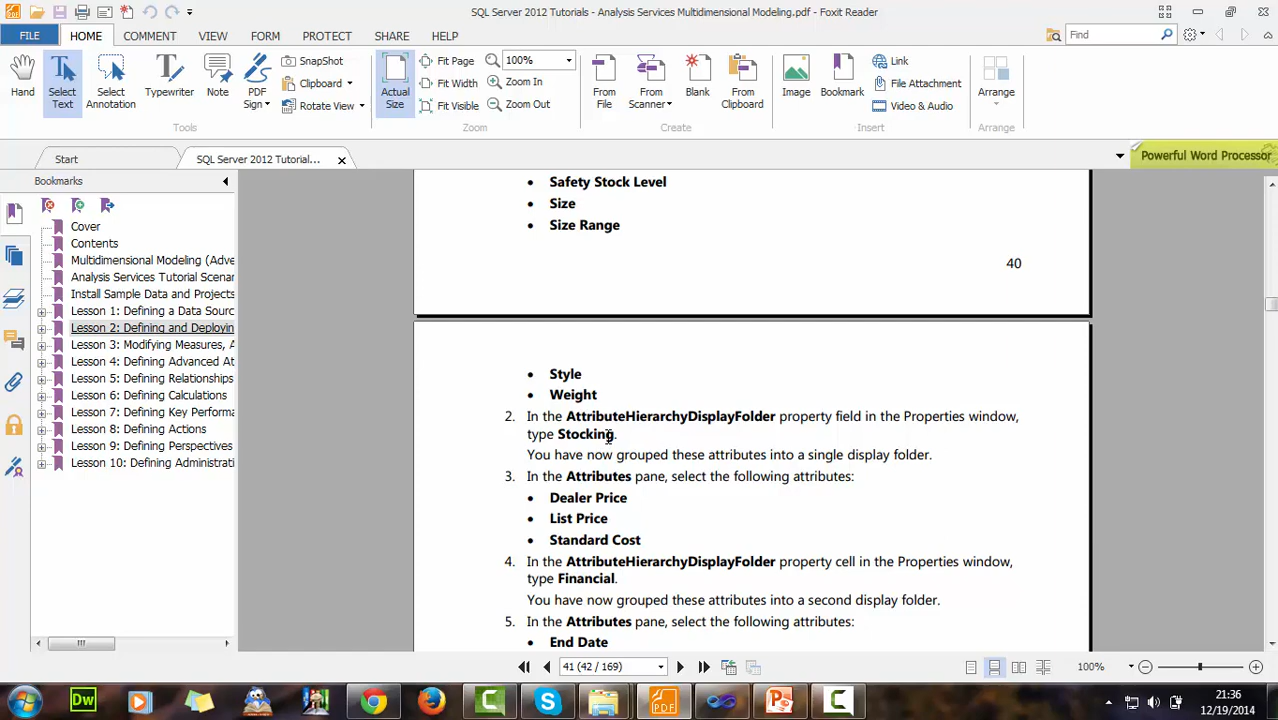 SQL Server 2012 Tutorials - Analysis Services Multidimensional Modeling.pdf - Foxit Reader
FILE
HOME
COMMENT
VIEW
FORM
PROTECT
SHARE
HELP
Find
Hand
Select Text
Select Annotation
Typewriter
Note
PDF Sign
SnapShot
Clipboard
Rotate View
Tools
Actual Size
Fit Page
Fit Width
Fit Visible
100%
Zoom In
Zoom Out
Zoom
From File
From Scanner
Blank
From Clipboard
Create
Image
Bookmark
Link
File Attachment
Video & Audio
Insert
Arrange
Arrange
Start
SQL Server 2012 Tutorial...
Powerful Word Processor
Bookmarks
Cover
Contents
Multidimensional Modeling (Adve
Analysis Services Tutorial Scenar
Install Sample Data and Projects
Lesson 1: Defining a Data Sourc
Lesson 2: Defining and Deployin
Lesson 3: Modifying Measures, A
Lesson 4: Defining Advanced At
Lesson 5: Defining Relationships
Lesson 6: Defining Calculations
Lesson 7: Defining Key Performa
Lesson 8: Defining Actions
Lesson 9: Defining Perspectives
Lesson 10: Defining Administrati
• Safety Stock Level
• Size
• Size Range
40
• Style
• Weight
2. In the AttributeHierarchyDisplayFolder property field in the Properties window,
type Stocking.
You have now grouped these attributes into a single display folder.
3. In the Attributes pane, select the following attributes:
• Dealer Price
• List Price
• Standard Cost
4. In the AttributeHierarchyDisplayFolder property cell in the Properties window,
type Financial.
You have now grouped these attributes into a second display folder.
5. In the Attributes pane, select the following attributes:
• End Date
41 (42 / 169)
100%
21:36
12/19/2014